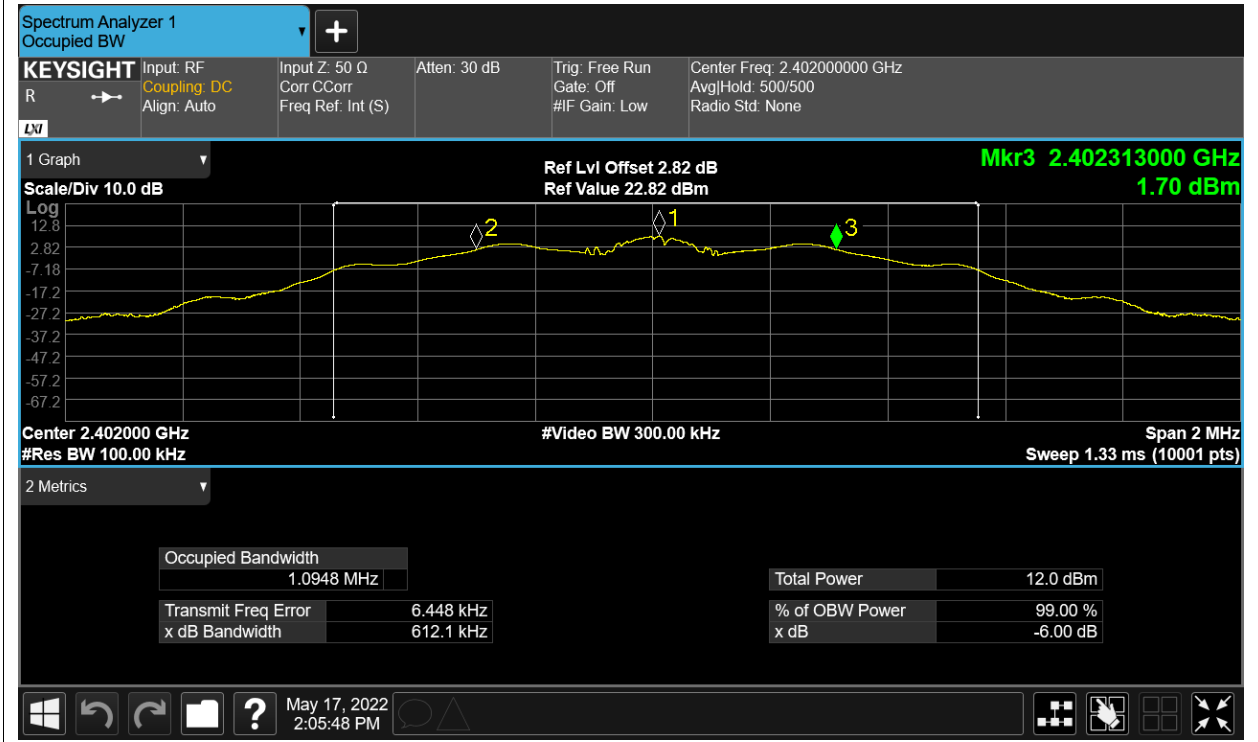 Spectrum Analyzer 1
Occupied BW
KEYSIGHT
R
LXI
Input: RF
Coupling: DC
Align: Auto
Input Z: 50 Ω
Corr CCorr
Freq Ref: Int (S)
Atten: 30 dB
Trig: Free Run
Gate: Off
#IF Gain: Low
Center Freq: 2.402000000 GHz
Avg|Hold: 500/500
Radio Std: None
1 Graph
Scale/Div 10.0 dB
Ref Lvl Offset 2.82 dB
Ref Value 22.82 dBm
Mkr3 2.402313000 GHz
1.70 dBm
Log
12.8
2.82
-7.18
-17.2
-27.2
-37.2
-47.2
-57.2
-67.2
2
1
3
Center 2.402000 GHz
#Res BW 100.00 kHz
#Video BW 300.00 kHz
Span 2 MHz
Sweep 1.33 ms (10001 pts)
2 Metrics
Occupied Bandwidth
1.0948 MHz
Transmit Freq Error 6.448 kHz
x dB Bandwidth 612.1 kHz
Total Power 12.0 dBm
% of OBW Power 99.00 %
x dB -6.00 dB
May 17, 2022
2:05:48 PM